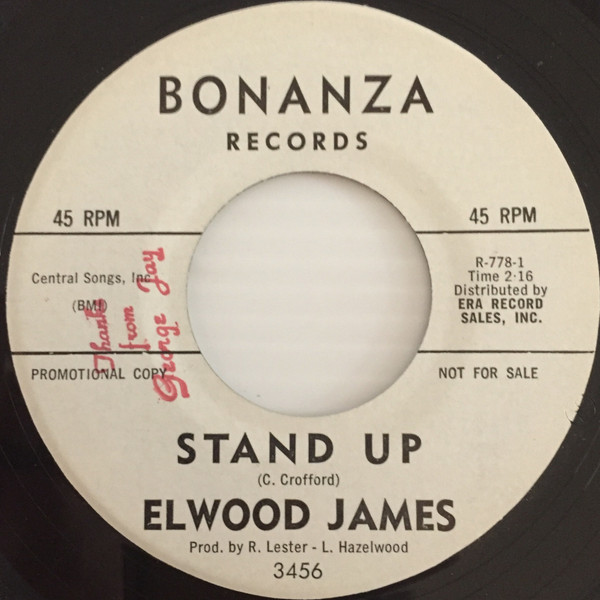 BONANZA
RECORDS
45 RPM
45 RPM
Central Songs, Inc.
(BMI)
PROMOTIONAL COPY
Thanks
from
George Jay
R-778-1
Time 2:16
Distributed by
ERA RECORD
SALES, INC.
NOT FOR SALE
STAND UP
(C. Crofford)
ELWOOD JAMES
Prod. by R. Lester - L. Hazelwood
3456